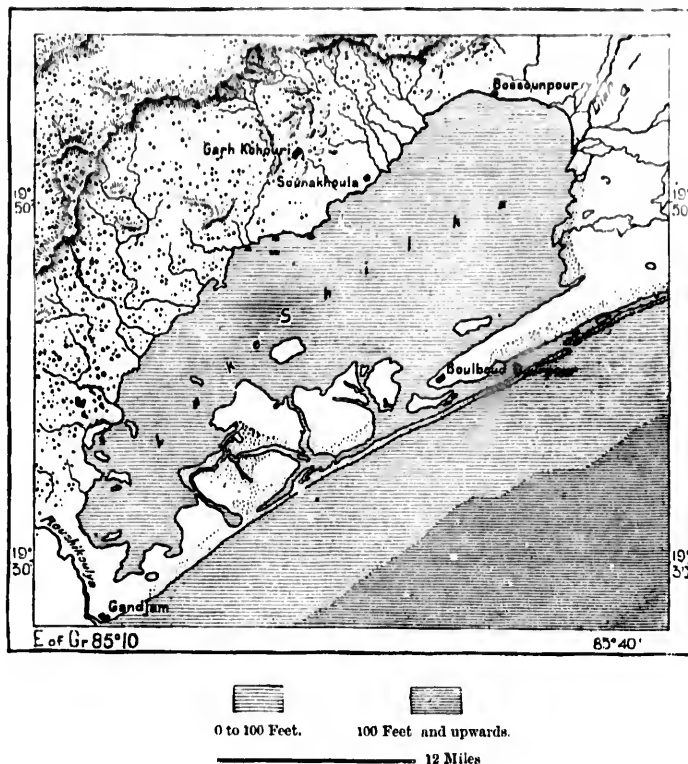 Bossounpour
Garh Kohouri
Sounakhoula
19° 50'
19° 50'
Boulboud
19° 30'
19° 30'
Roushikoulya
Gandjam
E of Gr 85°10
85°40'
0 to 100 Feet.
100 Feet and upwards.
12 Miles